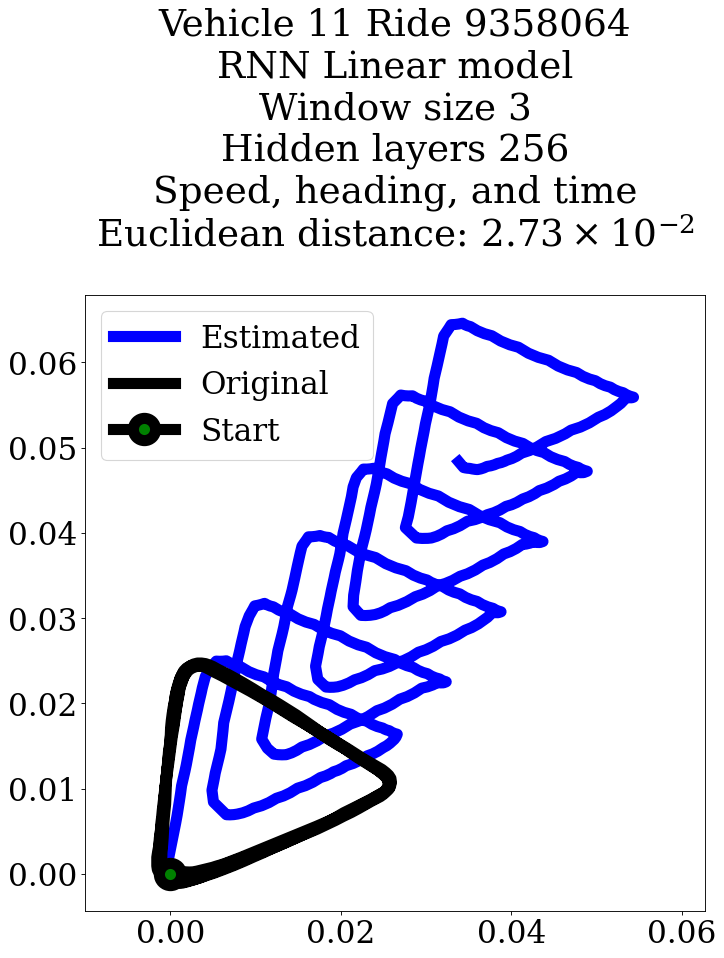 Vehicle 11 Ride 9358064
RNN Linear model
Window size 3
Hidden layers 256
Speed, heading, and time
Euclidean distance: 2.73 × 10⁻²
Estimated
Original
Start
0.06
0.05
0.04
0.03
0.02
0.01
0.00
0.00 0.02 0.04 0.06